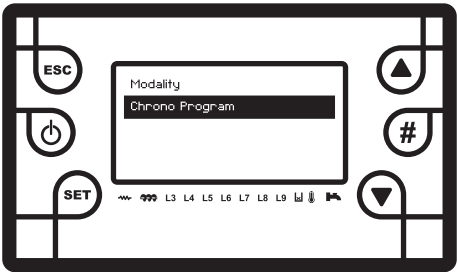 ESC
Modality
Chrono Program
#
SET
L3 L4 L5 L6 L7 L8 L9